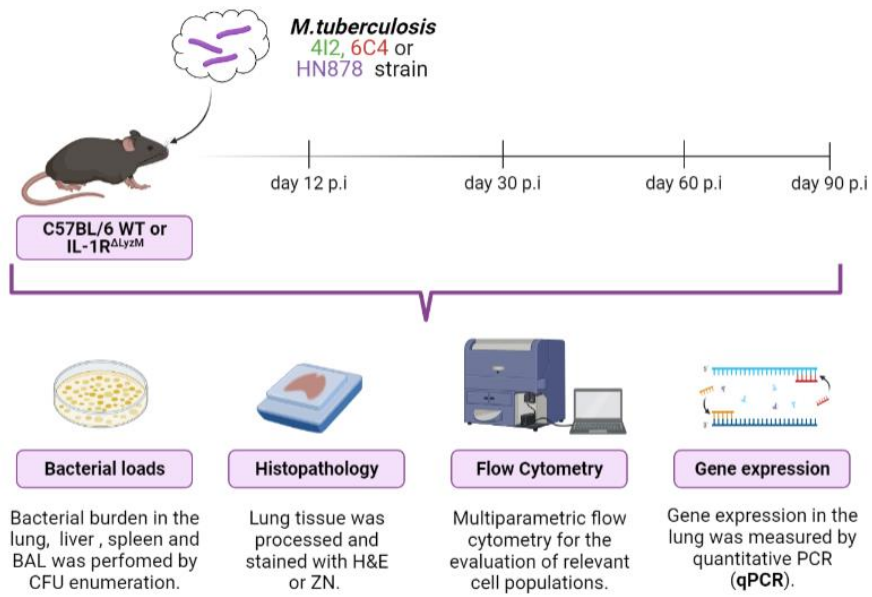 M.tuberculosis
4I2, 6C4 or
HN878 strain
day 12 p.i
day 30 p.i
day 60 p.i
day 90 p.i
C57BL/6 WT or
IL-1R^ΔLyzM
Bacterial loads
Histopathology
Flow Cytometry
Gene expression
Bacterial burden in the
lung, liver , spleen and
BAL was perfomed by
CFU enumeration.
Lung tissue was
processed and
stained with H&E
or ZN.
Multiparametric flow
cytometry for the
evaluation of relevant
cell populations.
Gene expression in the
lung was measured by
quantitative PCR
(qPCR).